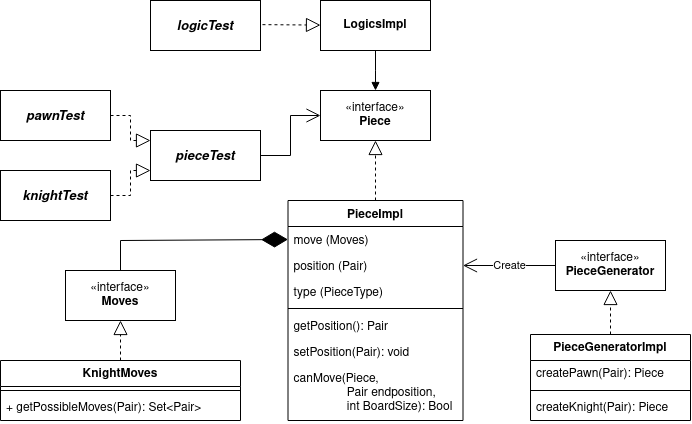 logicTest
LogicsImpl
pawnTest
«interface»
Piece
pieceTest
knightTest
PieceImpl
move (Moves)
position (Pair)
type (PieceType)
getPosition(): Pair
setPosition(Pair): void
canMove(Piece,
Pair endposition,
int BoardSize): Bool
«interface»
PieceGenerator
Create
«interface»
Moves
KnightMoves
+ getPossibleMoves(Pair): Set<Pair>
PieceGeneratorImpl
createPawn(Pair): Piece
createKnight(Pair): Piece